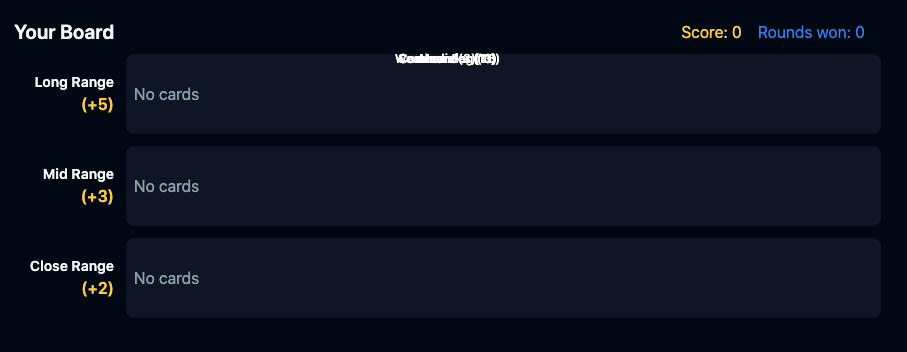 Your Board
Score: 0 Rounds won: 0
Long Range
(+5)
No cards
Mid Range
(+3)
No cards
Close Range
(+2)
No cards